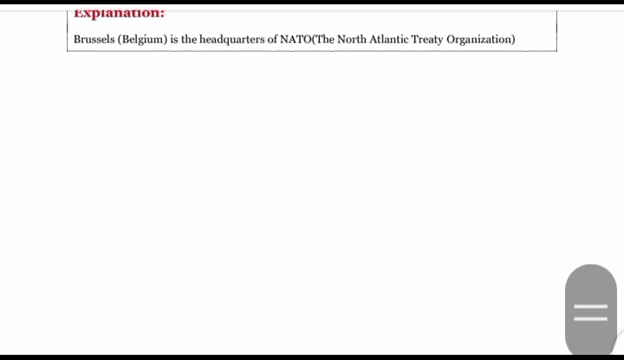 Explanation:
Brussels (Belgium) is the headquarters of NATO(The North Atlantic Treaty Organization)